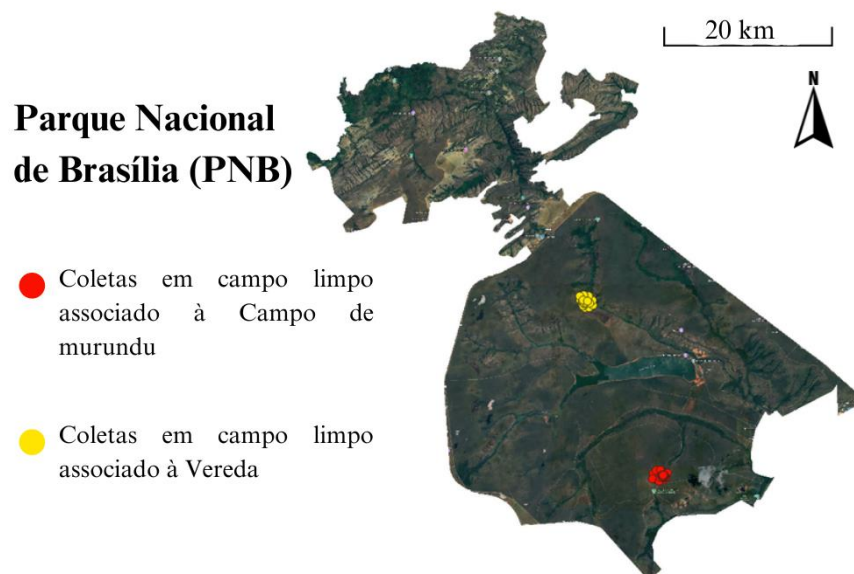 20 km
N
Parque Nacional
de Brasília (PNB)
Coletas em campo limpo
associado à Campo de
murundu
Coletas em campo limpo
associado à Vereda